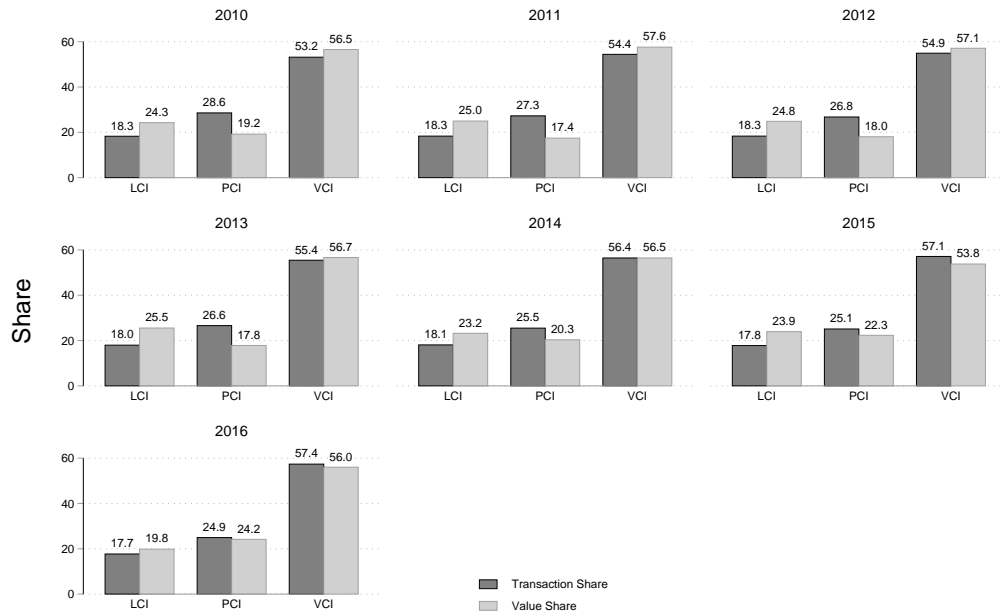 2010
2011
2012
60
40
20
0
18.3
24.3
28.6
19.2
53.2
56.5
LCI
PCI
VCI
18.3
25.0
27.3
17.4
54.4
57.6
LCI
PCI
VCI
18.3
24.8
26.8
18.0
54.9
57.1
LCI
PCI
VCI
Share
2013
2014
2015
60
40
20
0
18.0
25.5
26.6
17.8
55.4
56.7
LCI
PCI
VCI
18.1
23.2
25.5
20.3
56.4
56.5
LCI
PCI
VCI
17.8
23.9
25.1
22.3
57.1
53.8
LCI
PCI
VCI
2016
60
40
20
0
17.7
19.8
24.9
24.2
57.4
56.0
LCI
PCI
VCI
Transaction Share
Value Share